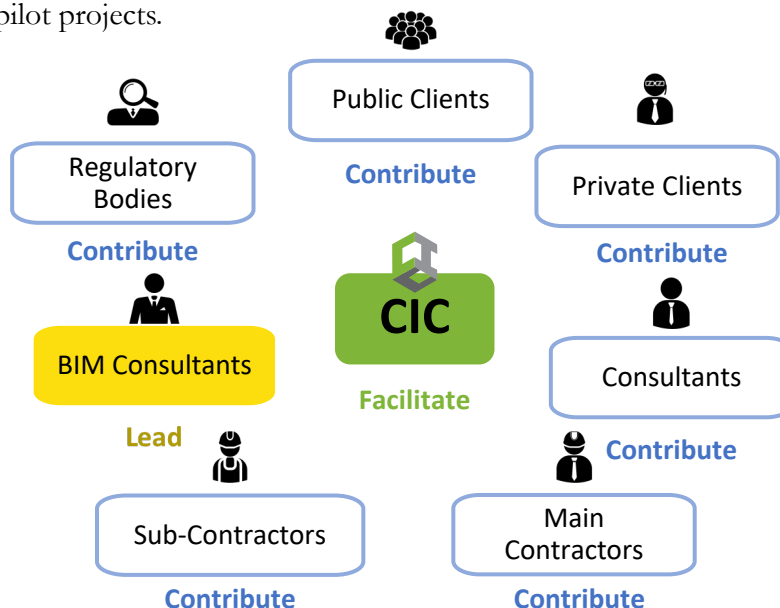 pilot projects.
Public Clients
Contribute
Regulatory
Bodies
Contribute
Private Clients
Contribute
CIC
Facilitate
BIM Consultants
Lead
Consultants
Contribute
Sub-Contractors
Contribute
Main
Contractors
Contribute